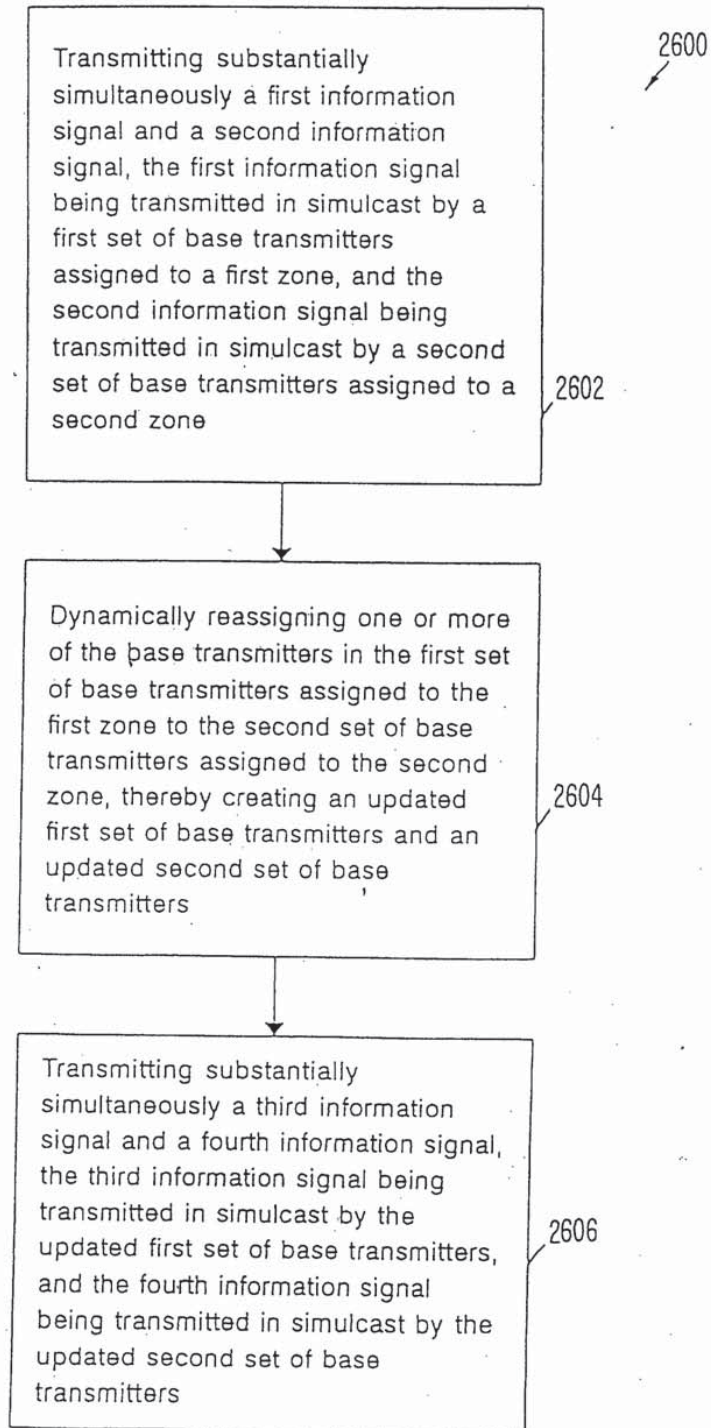 2600
Transmitting substantially
simultaneously a first information
signal and a second information
signal, the first information signal
being transmitted in simulcast by a
first set of base transmitters
assigned to a first zone, and the
second information signal being
transmitted in simulcast by a second
set of base transmitters assigned to a
second zone
2602
Dynamically reassigning one or more
of the base transmitters in the first set
of base transmitters assigned to the
first zone to the second set of base
transmitters assigned to the second
zone, thereby creating an updated
first set of base transmitters and an
updated second set of base
transmitters
2604
Transmitting substantially
simultaneously a third information
signal and a fourth information signal,
the third information signal being
transmitted in simulcast by the
updated first set of base transmitters,
and the fourth information signal
being transmitted in simulcast by the
updated second set of base
transmitters
2606